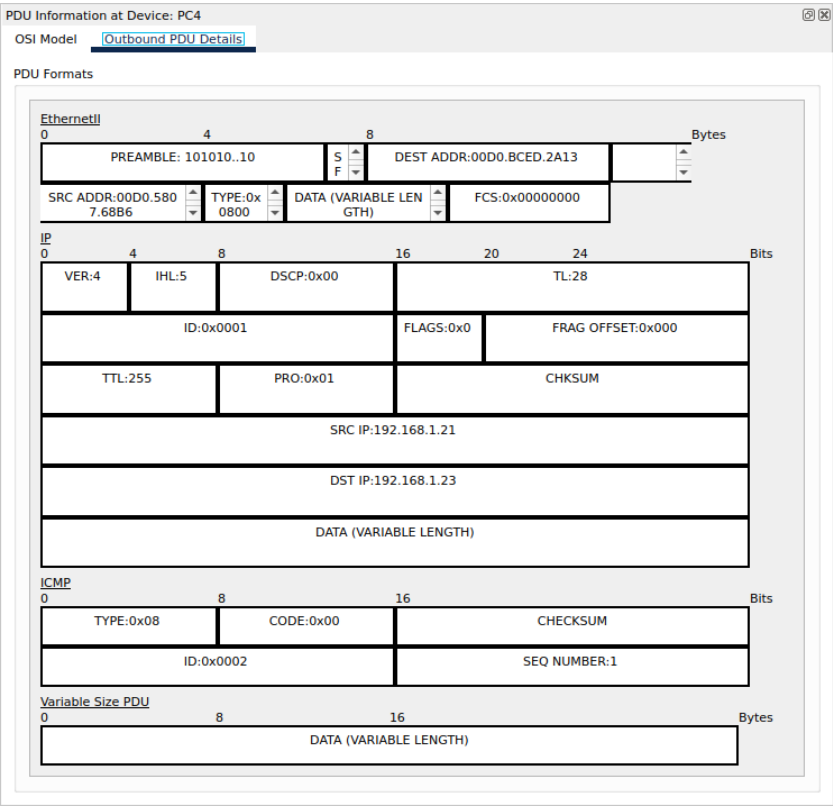 PDU Information at Device: PC4
OSI Model Outbound PDU Details
PDU Formats
EthernetII
0 4 8 Bytes
PREAMBLE: 101010..10 S F DEST ADDR:00D0.BCED.2A13
SRC ADDR:00D0.580
7.68B6
TYPE:0x
0800
DATA (VARIABLE LEN
GTH)
FCS:0x00000000
IP
0 4 8 16 20 24 Bits
VER:4 IHL:5 DSCP:0x00 TL:28
ID:0x0001 FLAGS:0x0 FRAG OFFSET:0x000
TTL:255 PRO:0x01 CHKSUM
SRC IP:192.168.1.21
DST IP:192.168.1.23
DATA (VARIABLE LENGTH)
ICMP
0 8 16 Bits
TYPE:0x08 CODE:0x00 CHECKSUM
ID:0x0002 SEQ NUMBER:1
Variable Size PDU
0 8 16 Bytes
DATA (VARIABLE LENGTH)